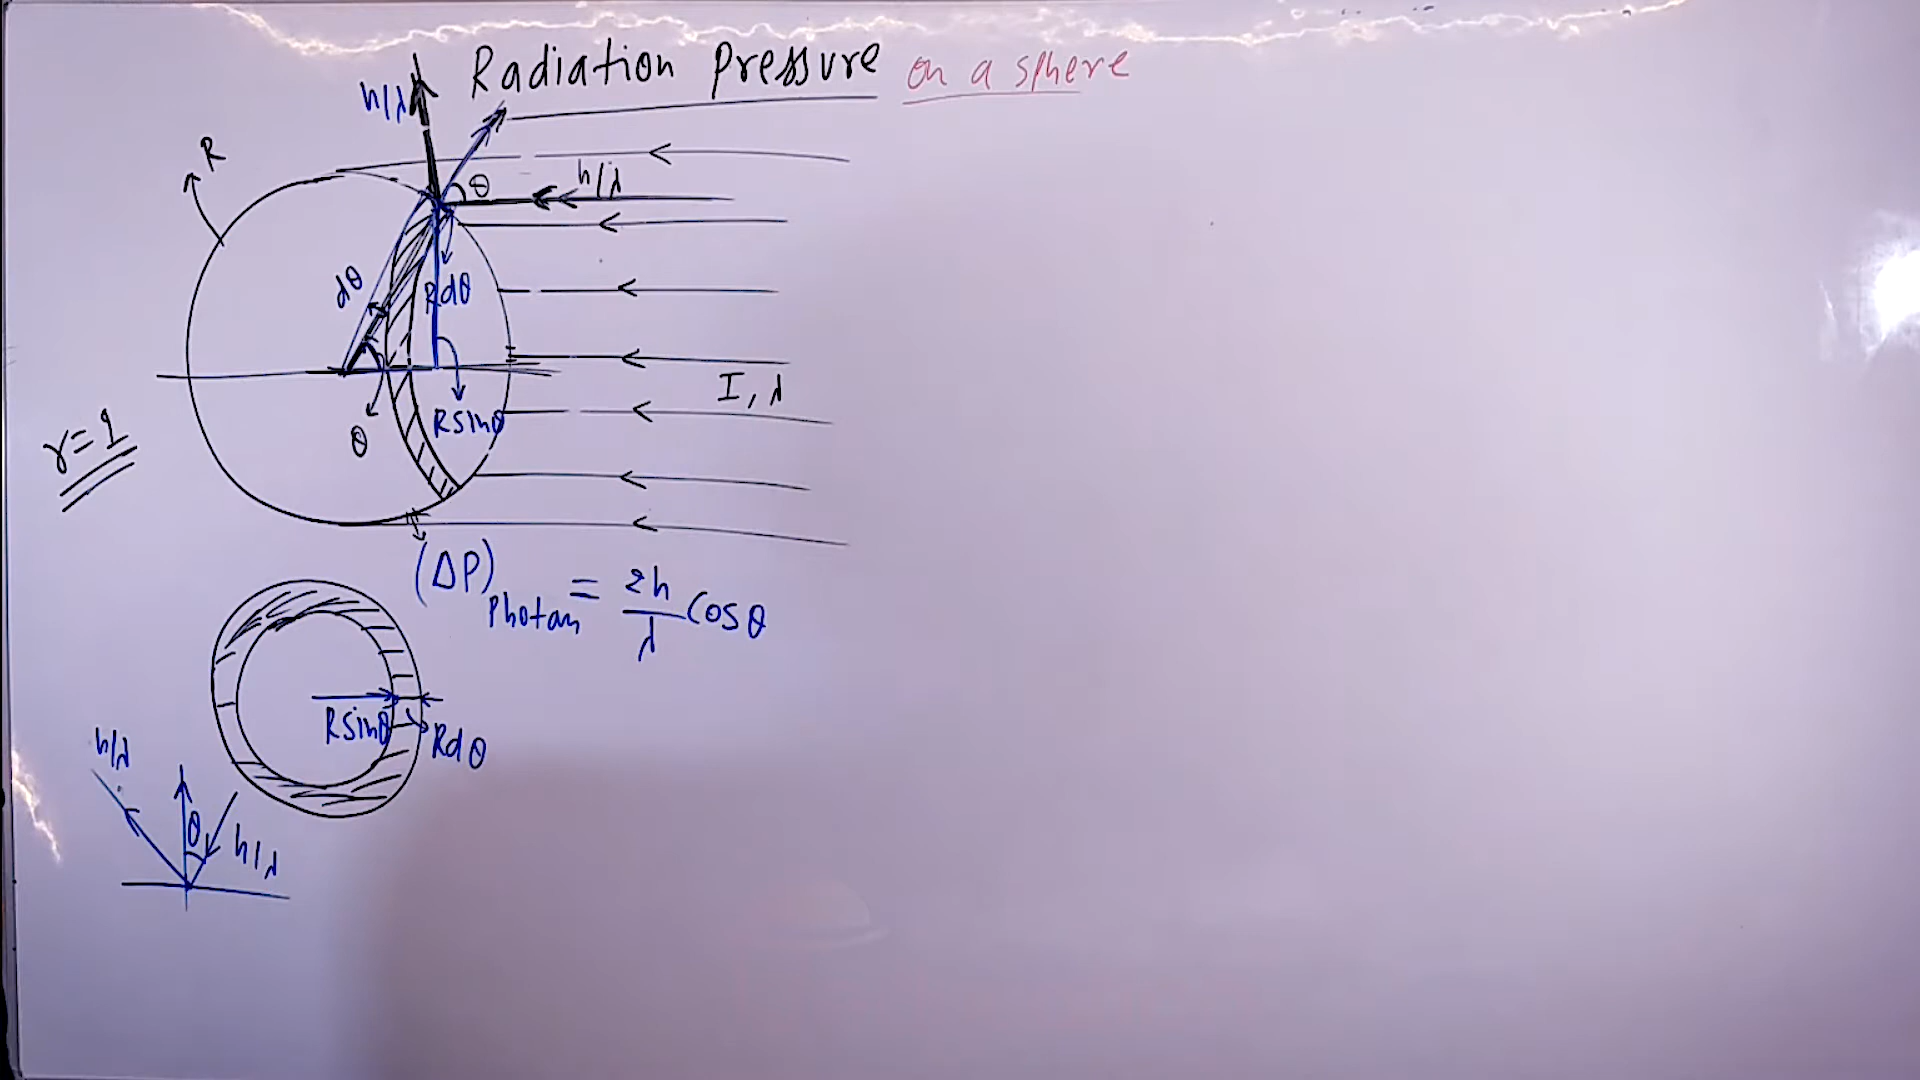 Radiation Pressure on a sphere
h/λ
R
θ
h/λ
dθ
Rdθ
I, λ
Rsinθ
θ
r=1
(ΔP)Photon = 2h/λ Cosθ
Rsinθ
Rdθ
h/λ
θ
h/λ